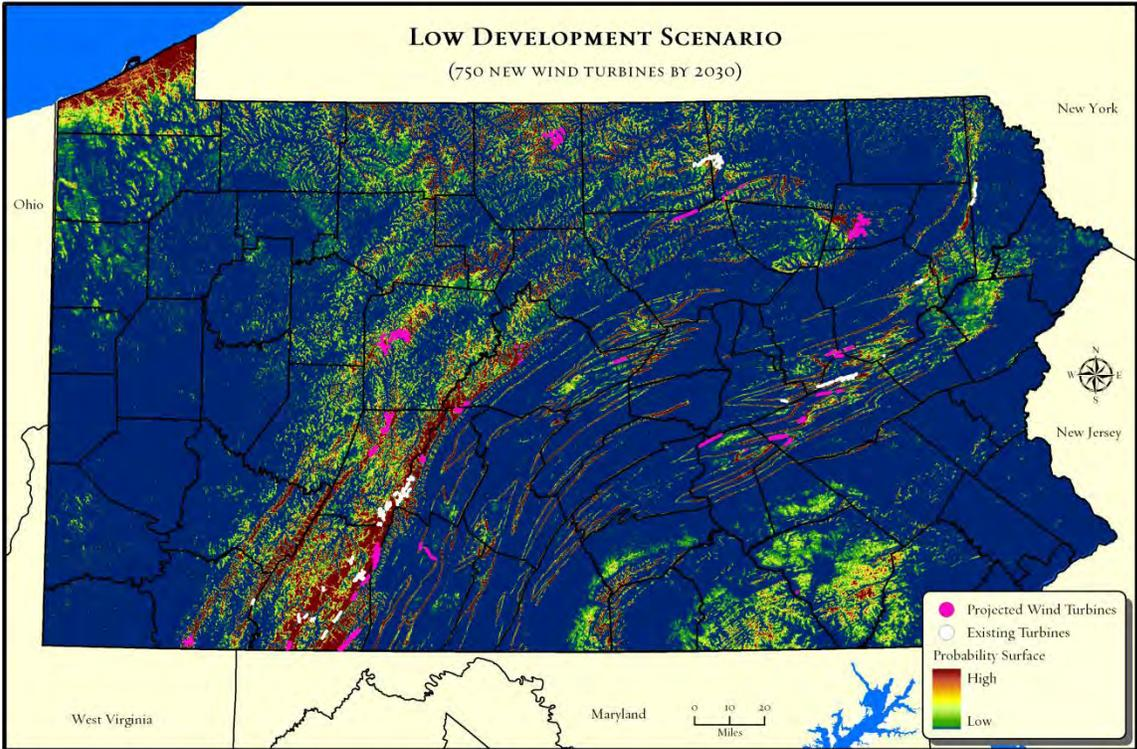 LOW DEVELOPMENT SCENARIO
(750 NEW WIND TURBINES BY 2030)
New York
Ohio
N
W E
S
New Jersey
Projected Wind Turbines
Existing Turbines
Probability Surface
High
Low
West Virginia
Maryland
0 10 20
Miles